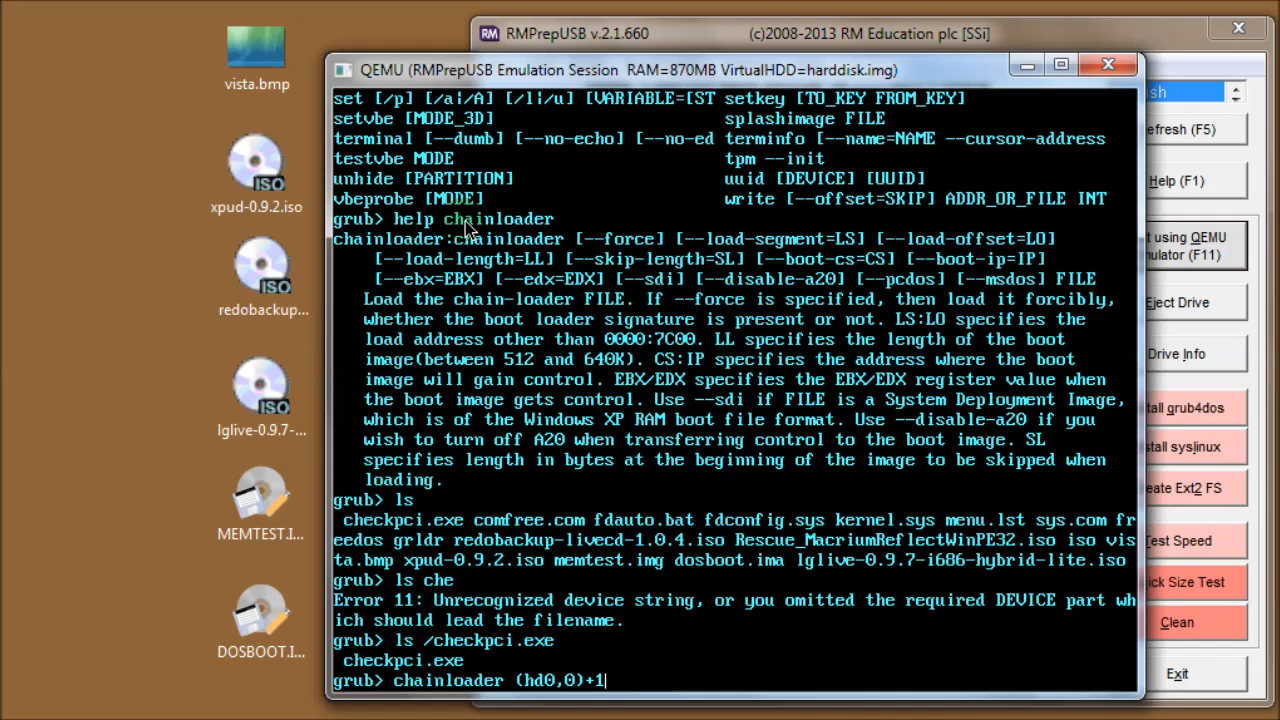 RMPrepUSB v.2.1.660 (c)2008-2013 RM Education plc [SSi]
QEMU (RMPrepUSB Emulation Session RAM=870MB VirtualHDD=harddisk.img)
vista.bmp
xpud-0.9.2.iso
redobackup...
lglive-0.9.7-...
MEMTEST.I...
DOSBOOT.I...
set [/p] [/a¦/A] [/l¦/u] [VARIABLE=[ST setkey [TO_KEY FROM_KEY]
setvbe [MODE_3D] splashimage FILE
terminal [--dumb] [--no-echo] [--no-ed terminfo [--name=NAME --cursor-address
testvbe MODE tpm --init
unhide [PARTITION] uuid [DEVICE] [UUID]
vbeprobe [MODE] write [--offset=SKIP] ADDR_OR_FILE INT
grub> help chainloader
chainloader:chainloader [--force] [--load-segment=LS] [--load-offset=LO]
[--load-length=LL] [--skip-length=SL] [--boot-cs=CS] [--boot-ip=IP]
[--ebx=EBX] [--edx=EDX] [--sdi] [--disable-a20] [--pcdos] [--msdos] FILE
Load the chain-loader FILE. If --force is specified, then load it forcibly,
whether the boot loader signature is present or not. LS:LO specifies the
load address other than 0000:7C00. LL specifies the length of the boot
image(between 512 and 640K). CS:IP specifies the address where the boot
image will gain control. EBX/EDX specifies the EBX/EDX register value when
the boot image gets control. Use --sdi if FILE is a System Deployment Image,
which is of the Windows XP RAM boot file format. Use --disable-a20 if you
wish to turn off A20 when transferring control to the boot image. SL
specifies length in bytes at the beginning of the image to be skipped when
loading.
grub> ls
checkpci.exe comfree.com fdauto.bat fdconfig.sys kernel.sys menu.lst sys.com fr
eedos grldr redobackup-livecd-1.0.4.iso Rescue_MacriumReflectWinPE32.iso iso vis
ta.bmp xpud-0.9.2.iso memtest.img dosboot.ima lglive-0.9.7-i686-hybrid-lite.iso
grub> ls che
Error 11: Unrecognized device string, or you omitted the required DEVICE part wh
ich should lead the filename.
grub> ls /checkpci.exe
checkpci.exe
grub> chainloader (hd0,0)+1
sh
efresh (F5)
Help (F1)
t using QEMU
mulator (F11)
Eject Drive
Drive Info
tall grub4dos
stall syslinux
eate Ext2 FS
Test Speed
ick Size Test
Clean
Exit